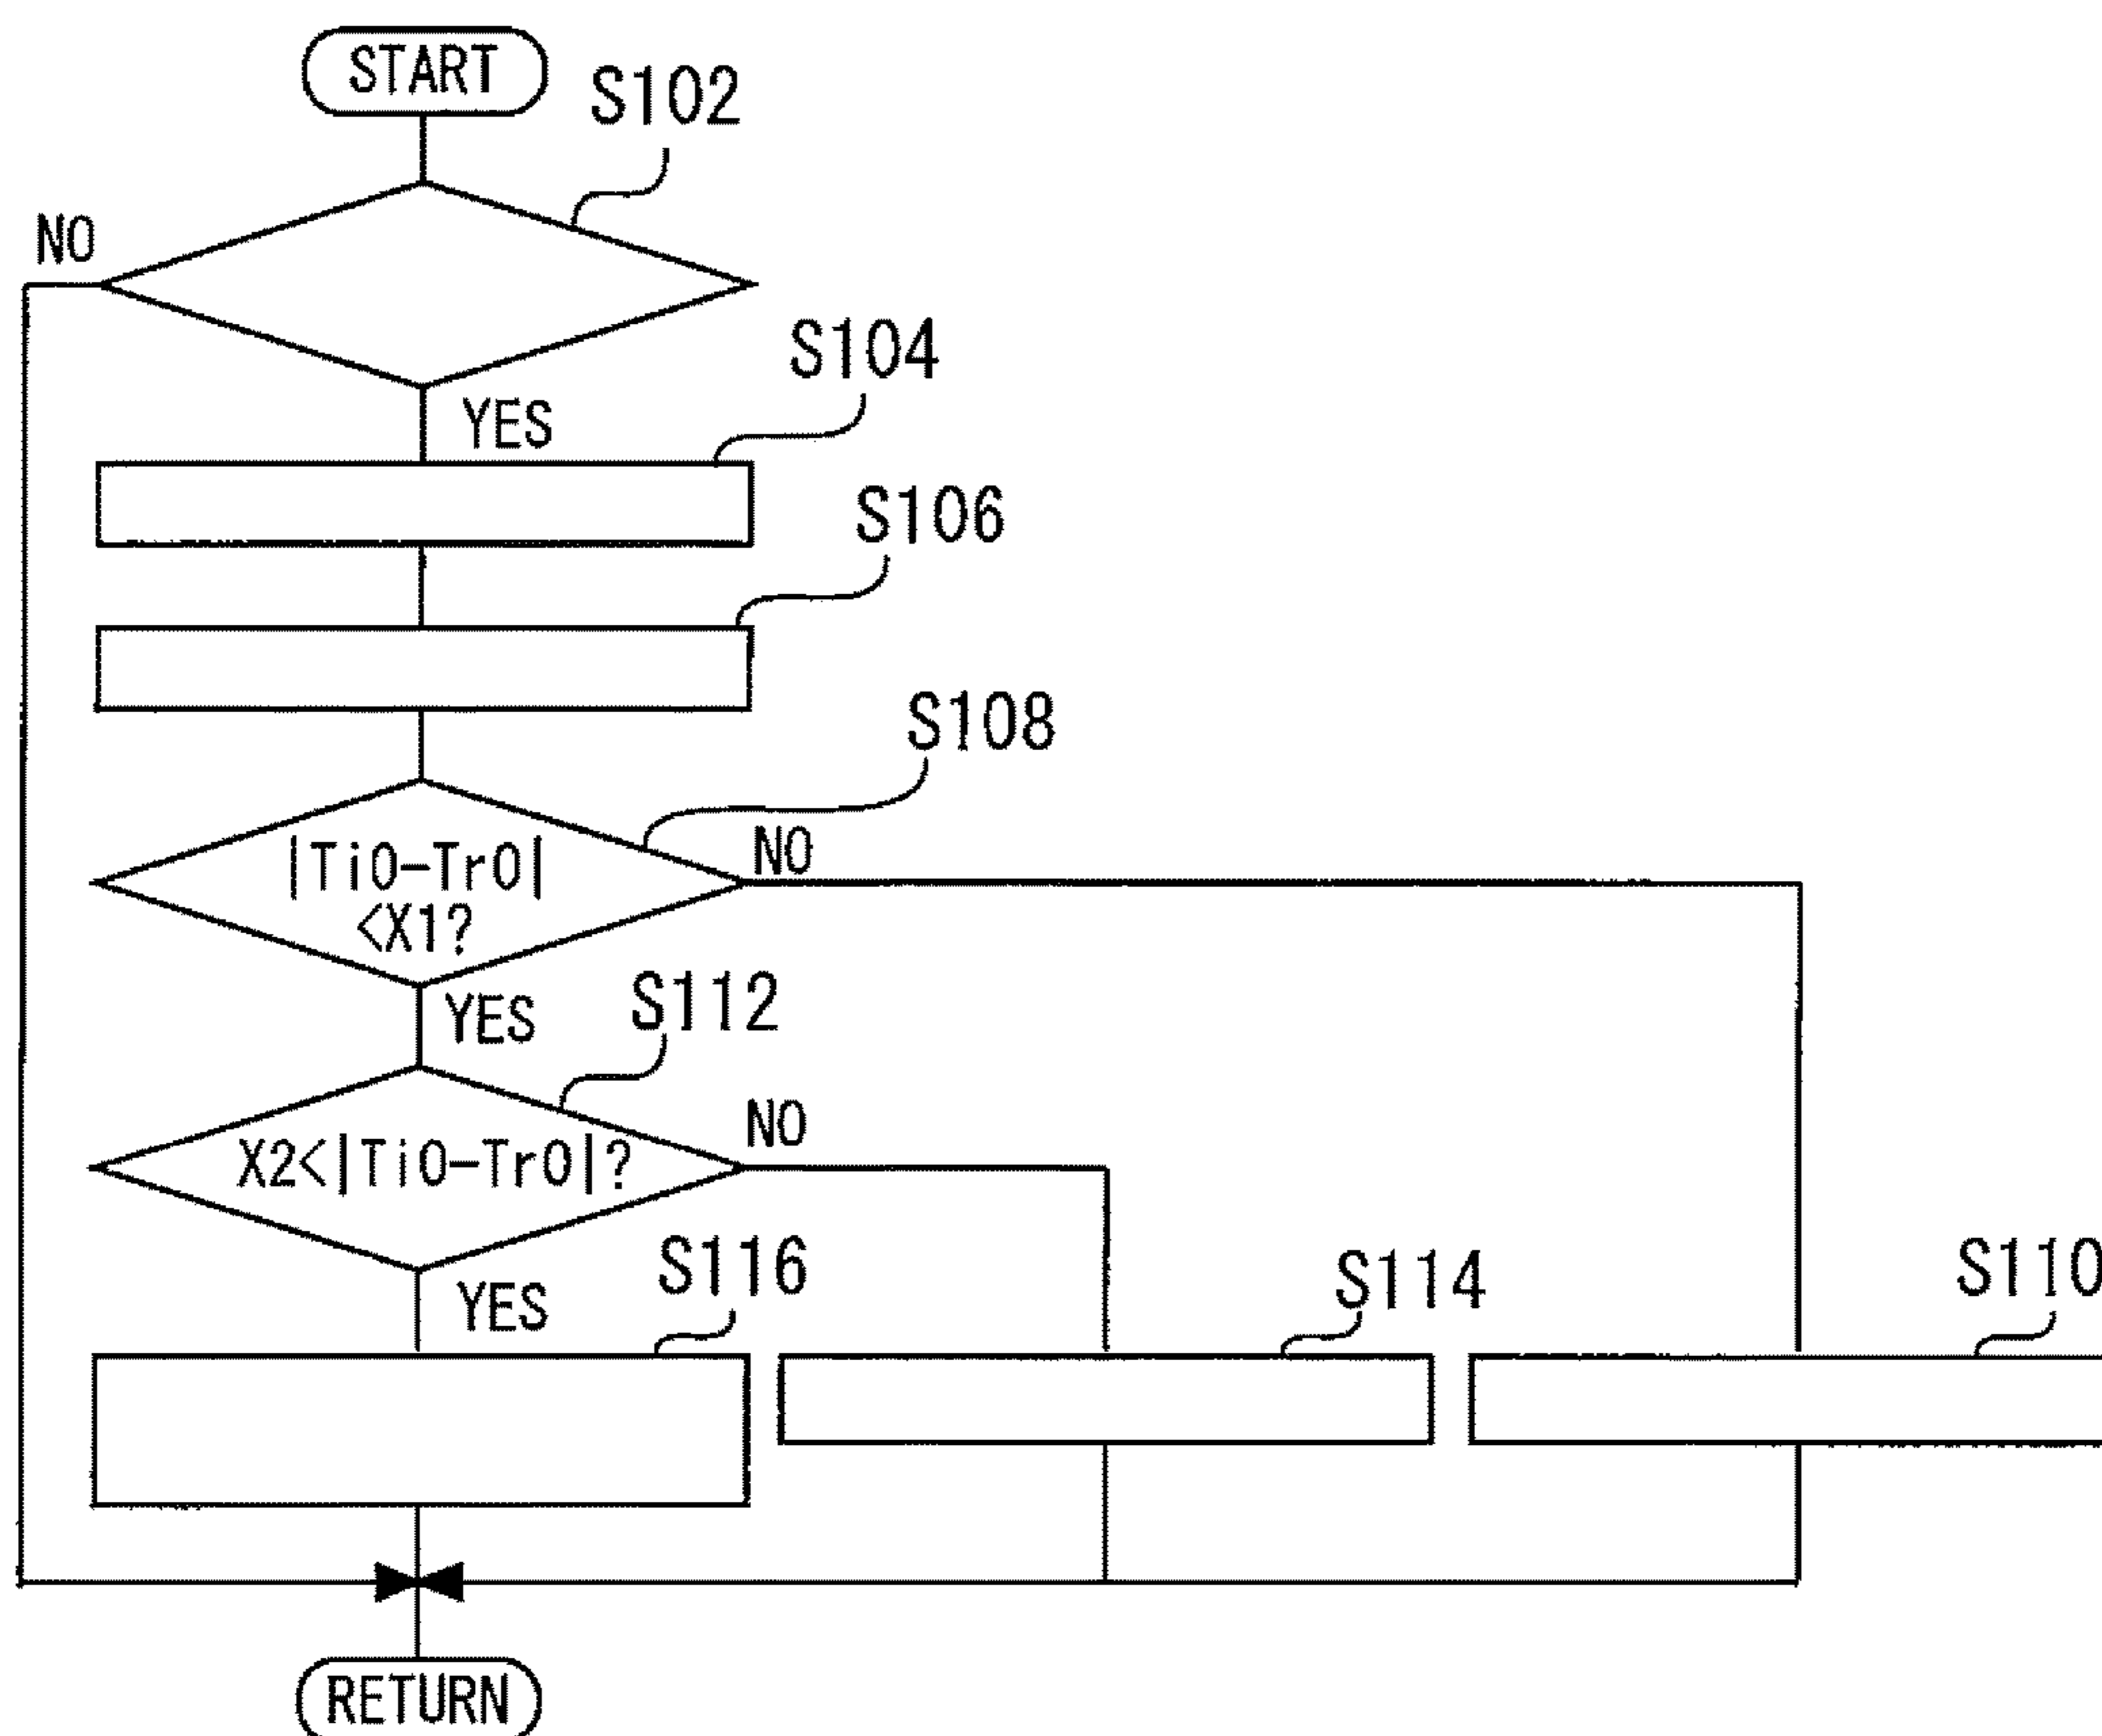 START
S102
NO
S104
YES
S106
S108
|Ti0-Tr0|
<X1?
NO
YES
S112
X2<|Ti0-Tr0|?
NO
YES
S116
S114
S110
RETURN